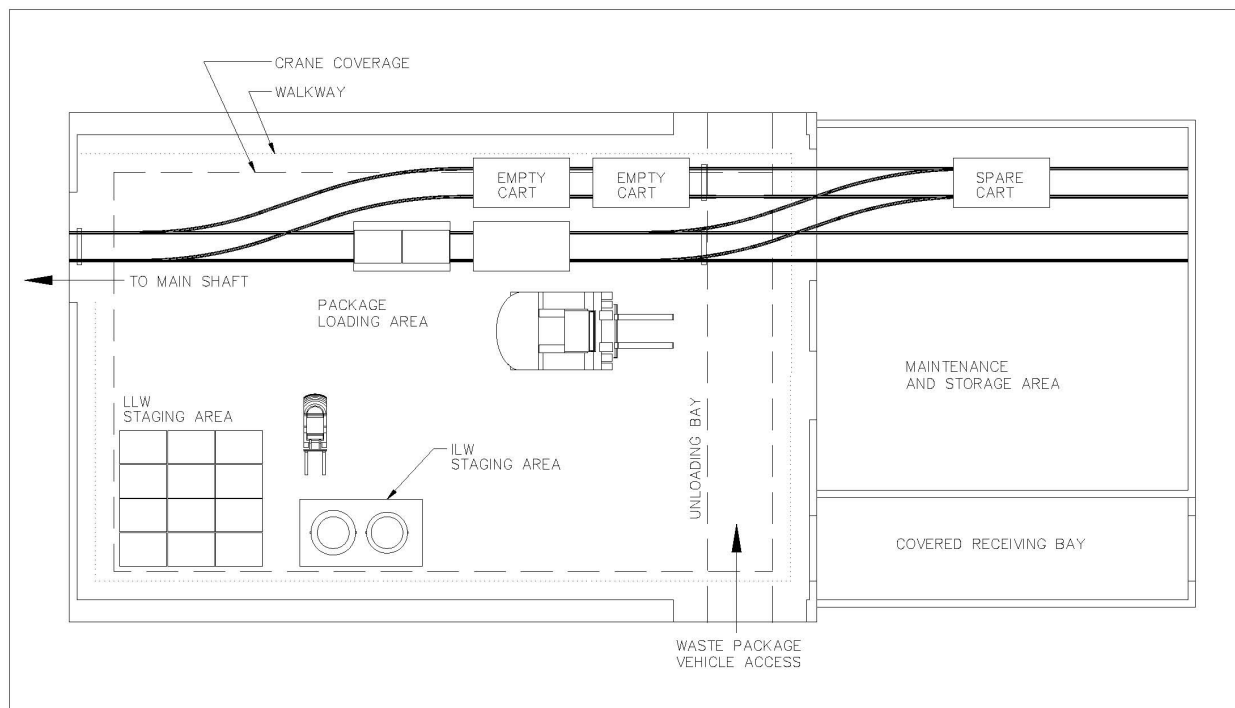 CRANE COVERAGE
WALKWAY
EMPTY
CART
EMPTY
CART
SPARE
CART
TO MAIN SHAFT
PACKAGE
LOADING AREA
MAINTENANCE
AND STORAGE AREA
LLW
STAGING AREA
ILW
STAGING AREA
UNLOADING BAY
COVERED RECEIVING BAY
WASTE PACKAGE
VEHICLE ACCESS